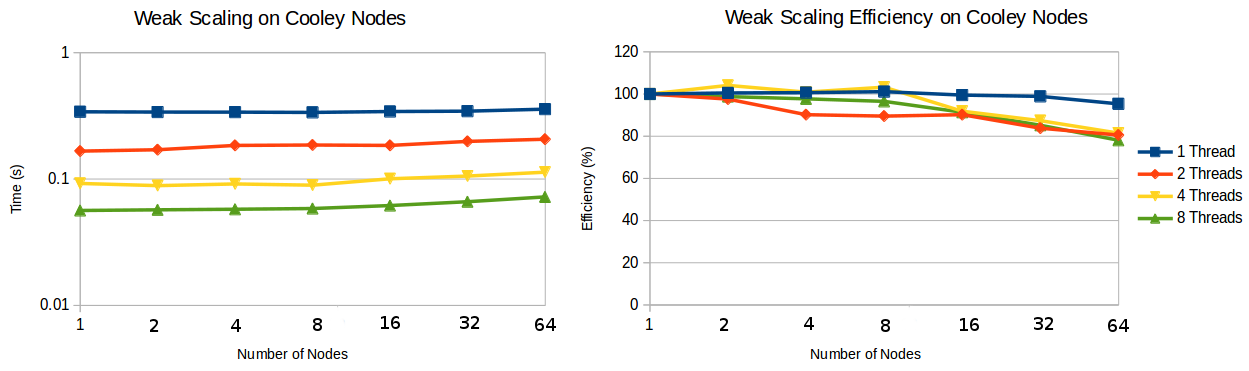 Weak Scaling on Cooley Nodes
1
0.1
0.01
Time (s)
1 2 4 8 16 32 64
Number of Nodes
Weak Scaling Efficiency on Cooley Nodes
120
100
80
60
40
20
0
Efficiency (%)
1 2 4 8 16 32 64
Number of Nodes
1 Thread
2 Threads
4 Threads
8 Threads